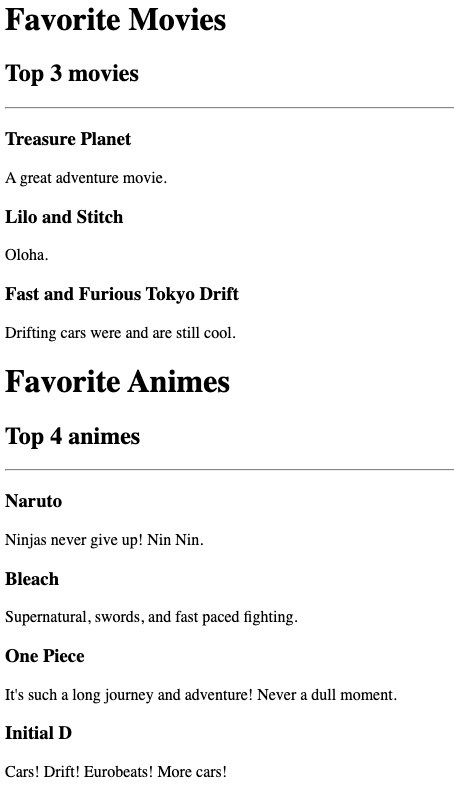 Favorite Movies
Top 3 movies
Treasure Planet
A great adventure movie.
Lilo and Stitch
Oloha.
Fast and Furious Tokyo Drift
Drifting cars were and are still cool.
Favorite Animes
Top 4 animes
Naruto
Ninjas never give up! Nin Nin.
Bleach
Supernatural, swords, and fast paced fighting.
One Piece
It's such a long journey and adventure! Never a dull moment.
Initial D
Cars! Drift! Eurobeats! More cars!